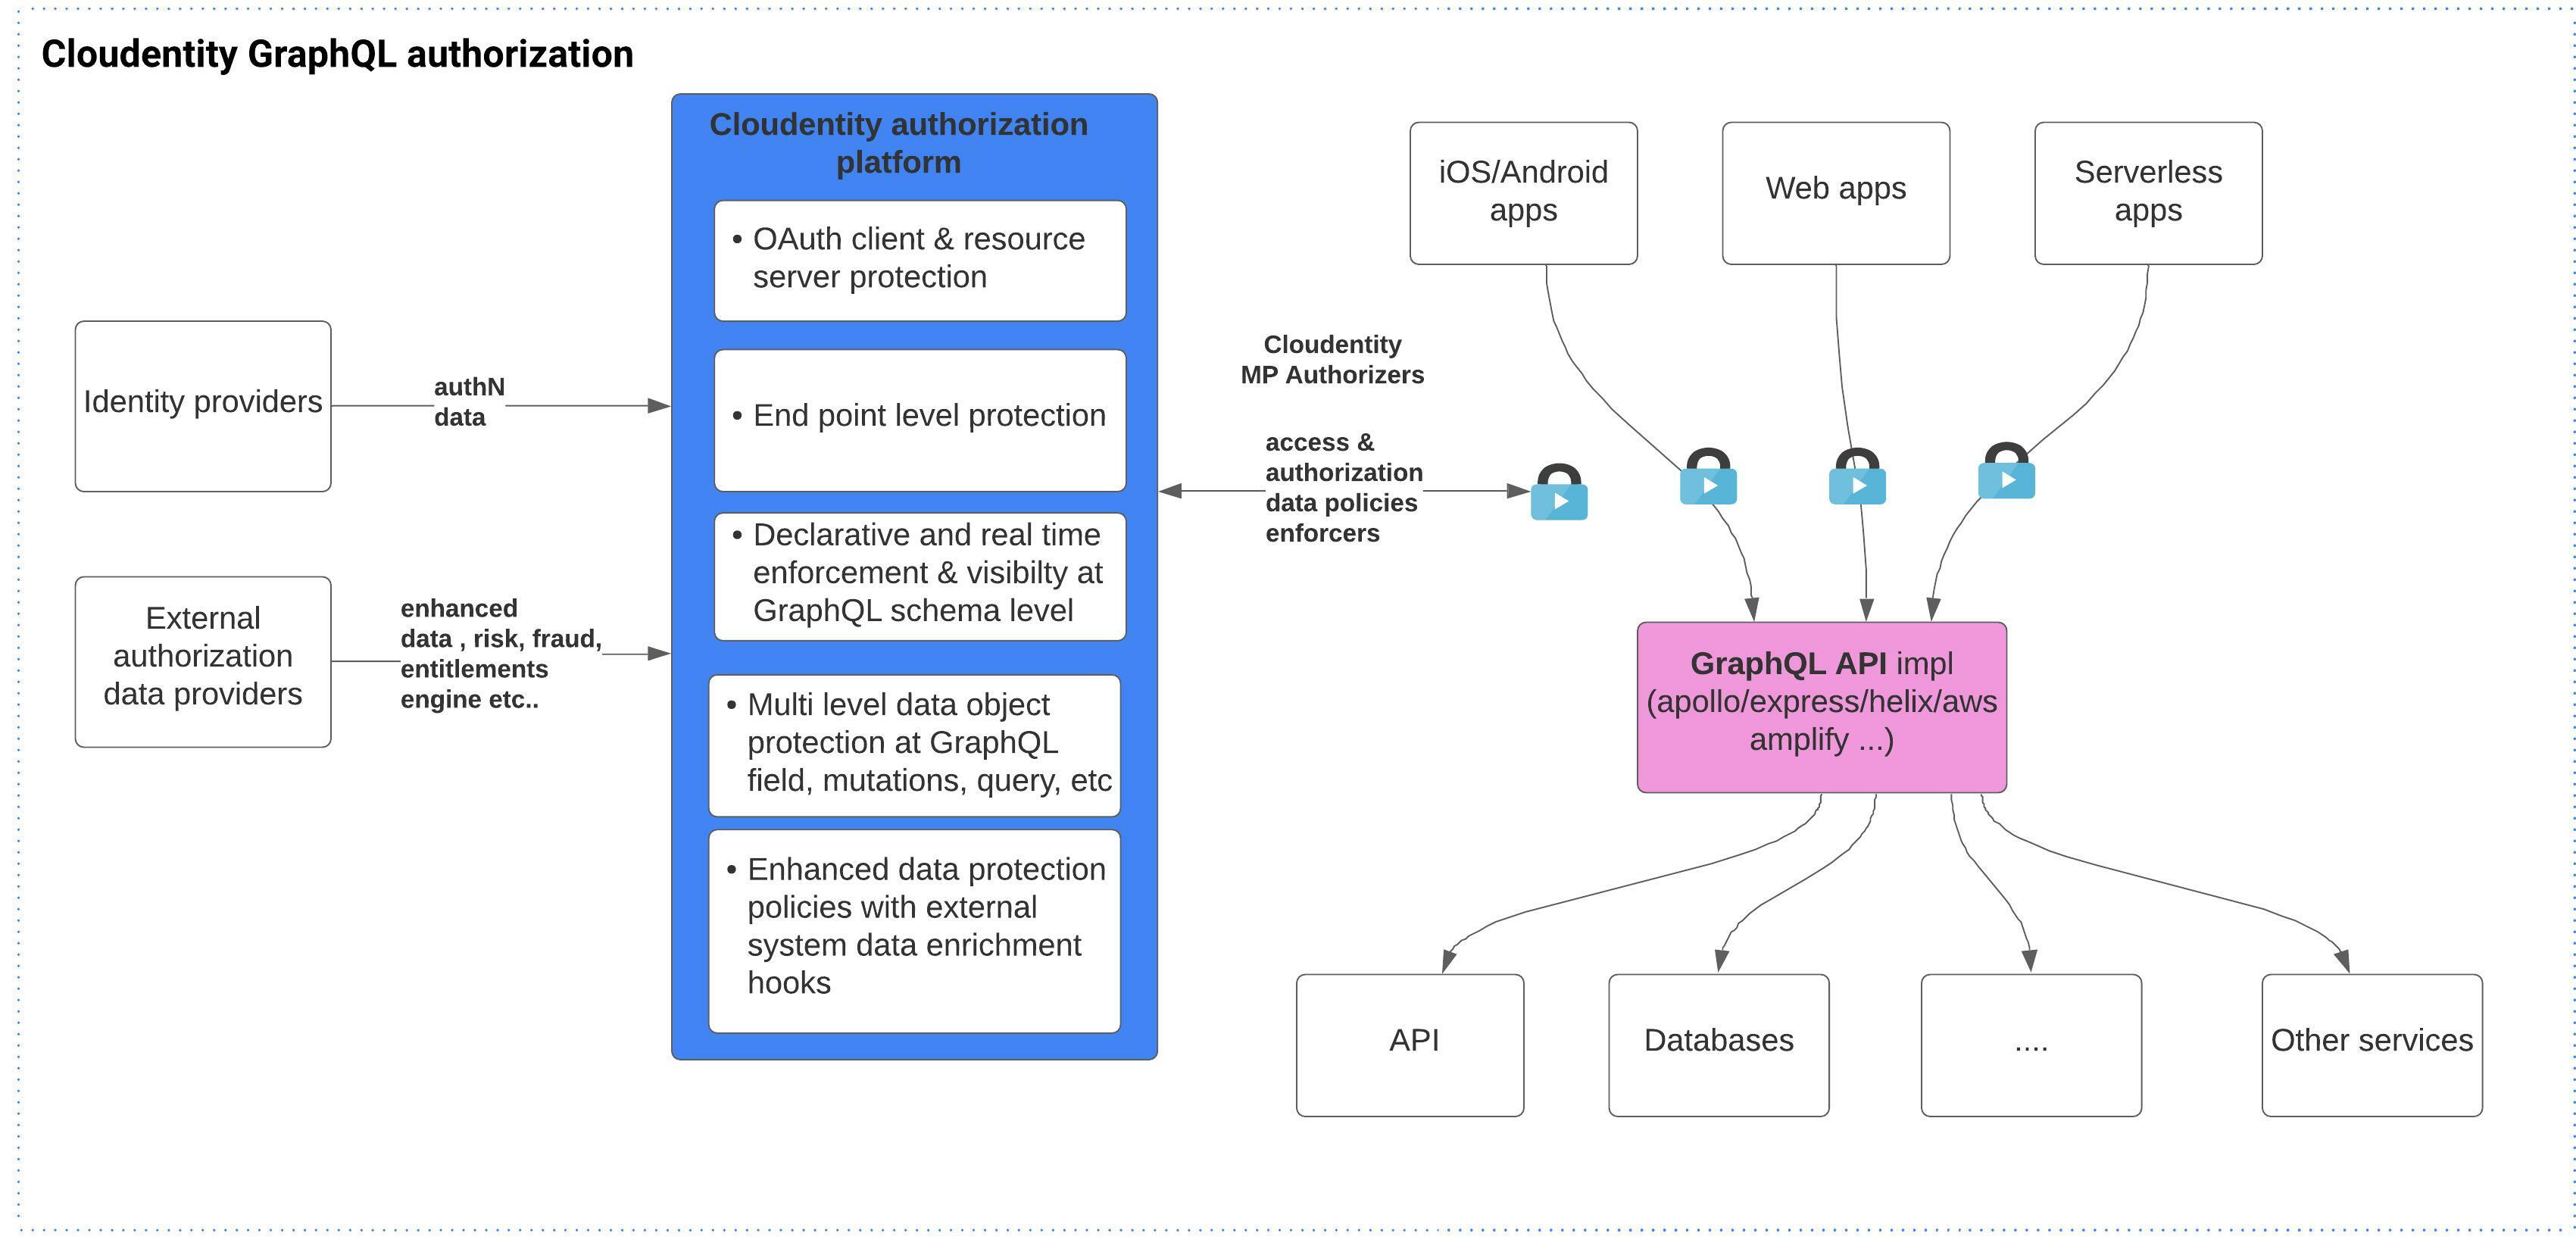 Cloudentity GraphQL authorization
Cloudentity authorization
platform
• OAuth client & resource
server protection
• End point level protection
• Declarative and real time
enforcement & visibilty at
GraphQL schema level
• Multi level data object
protection at GraphQL
field, mutations, query, etc
• Enhanced data protection
policies with external
system data enrichment
hooks
Identity providers
authN
data
External
authorization
data providers
enhanced
data , risk, fraud,
entitlements
engine etc..
Cloudentity
MP Authorizers
access &
authorization
data policies
enforcers
iOS/Android
apps
Web apps
Serverless
apps
GraphQL API impl
(apollo/express/helix/aws
amplify ...)
API
Databases
....
Other services